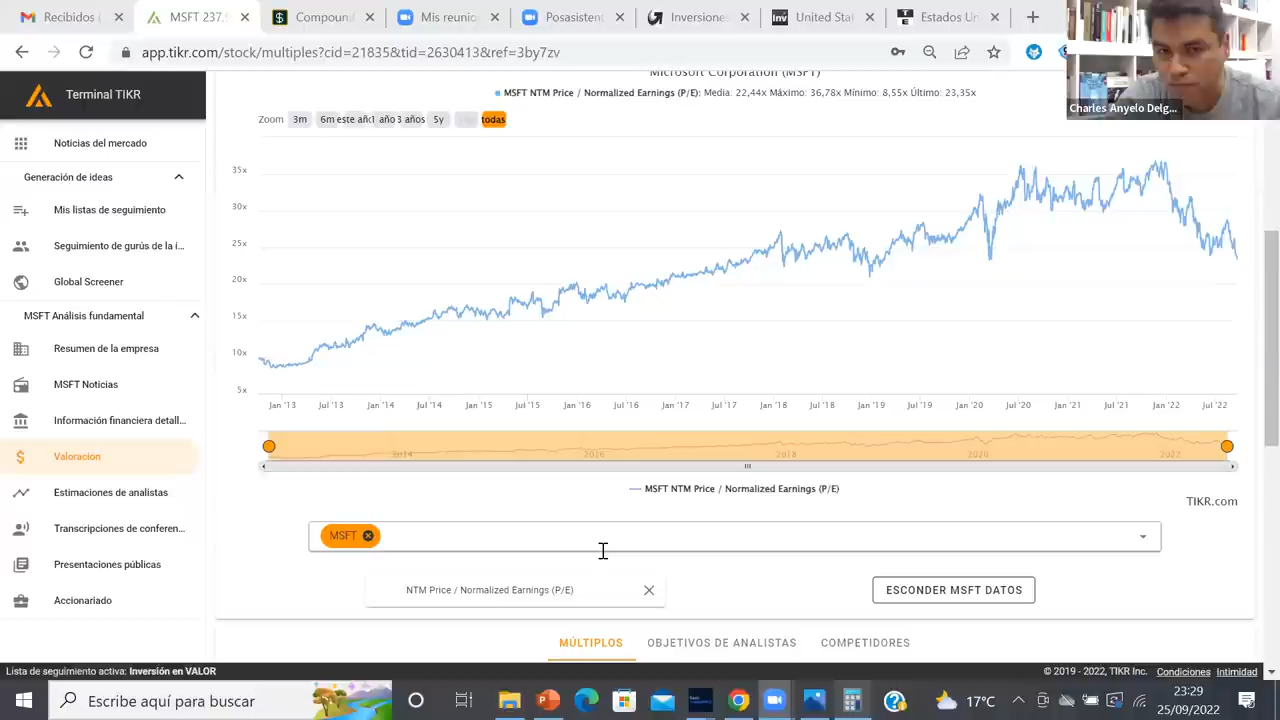 Recibidos (
MSFT 237.9
Compound
Mis reunio
Posasistent
Inversiones
United Sta
Estados Un
app.tikr.com/stock/multiples?cid=21835&tid=2630413&ref=3by7zv
Charles Anyelo Delg...
Terminal TIKR
Noticias del mercado
Generación de ideas
Mis listas de seguimiento
Seguimiento de gurús de la i...
Global Screener
MSFT Análisis fundamental
Resumen de la empresa
MSFT Noticias
Información financiera detall...
Valoración
Estimaciones de analistas
Transcripciones de conferen...
Presentaciones públicas
Accionariado
Microsoft Corporation (MSFT)
MSFT NTM Price / Normalized Earnings (P/E): Media: 22,44x Máximo: 36,78x Mínimo: 8,55x Último: 23,35x
Zoom 3m 6m este año 1 año 3 años 5y todas
35x
30x
25x
20x
15x
10x
5x
Jan '13 Jul '13 Jan '14 Jul '14 Jan '15 Jul '15 Jan '16 Jul '16 Jan '17 Jul '17 Jan '18 Jul '18 Jan '19 Jul '19 Jan '20 Jul '20 Jan '21 Jul '21 Jan '22 Jul '22
2014 2016 2018 2020 2022
MSFT NTM Price / Normalized Earnings (P/E)
TIKR.com
MSFT
NTM Price / Normalized Earnings (P/E)
ESCONDER MSFT DATOS
MÚLTIPLOS OBJETIVOS DE ANALISTAS COMPETIDORES
Lista de seguimiento activa: Inversión en VALOR
© 2019 - 2022, TIKR Inc. Condiciones Intimidad
Escribe aquí para buscar
17°C
23:29
25/09/2022